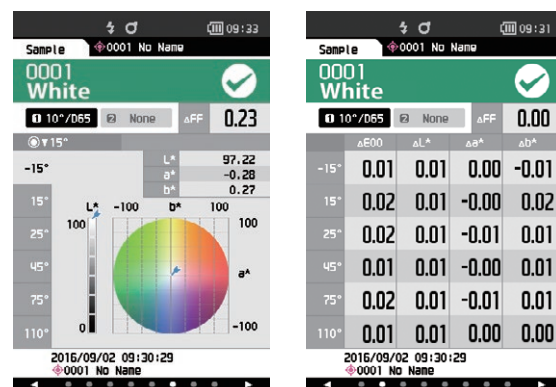 09:33
Sample 0001 No Name
0001
White
1 10°/D65 2 None ΔFF 0.23
▼15°
-15° L* 97.22
a* -0.28
b* 0.27
15° L* -100 b* 100
100 100
25°
45° a*
75°
110° 0 -100
2016/09/02 09:30:29
0001 No Name
09:31
Sample 0001 No Name
0001
White
1 10°/D65 2 None ΔFF 0.00
ΔE00 ΔL* Δa* Δb*
-15° 0.01 0.01 0.00 -0.01
15° 0.02 0.01 -0.00 0.02
25° 0.02 0.01 -0.01 0.01
45° 0.01 0.01 -0.00 0.01
75° 0.02 0.01 -0.01 0.01
110° 0.01 0.01 0.00 0.00
2016/09/02 09:30:29
0001 No Name